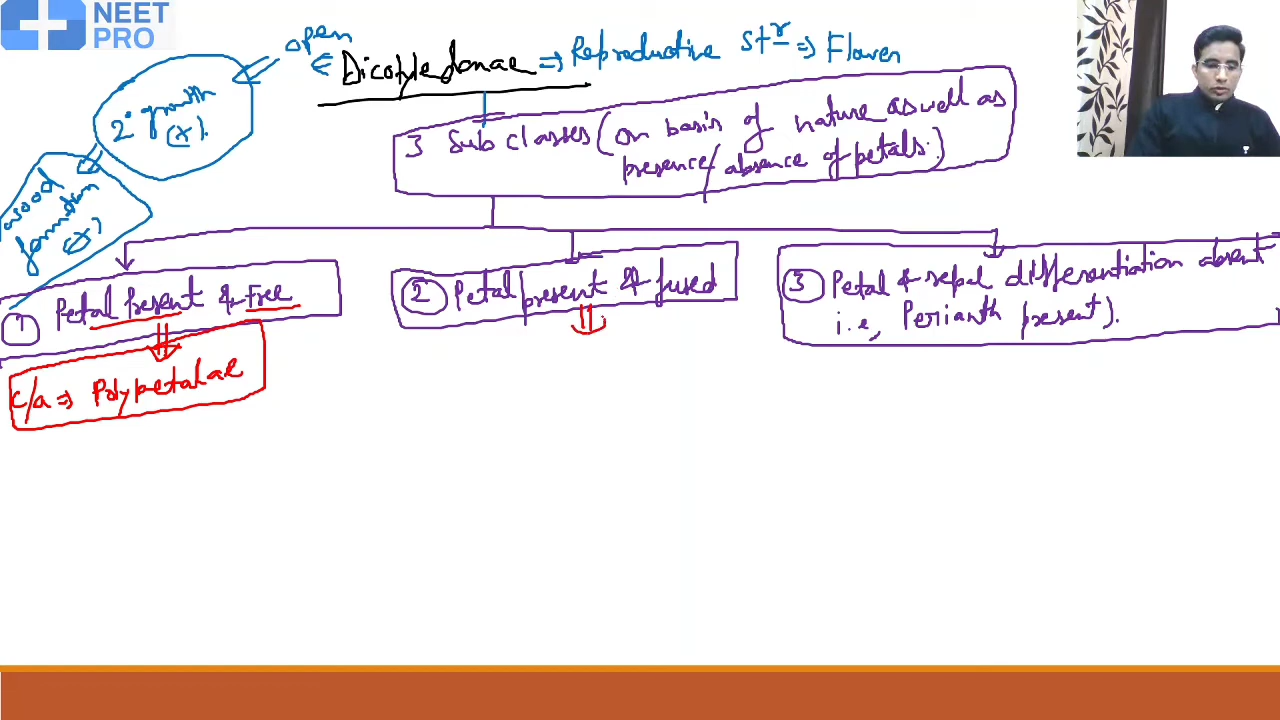 NEET
PRO
open
Dicotyledonae => Reproductive Str => Flower
2° growth
(x).
wood
formation
(x)
3 Sub classes (on basis of nature as well as
presence/absence of petals.)
1 Petal Present & Free
2 Petal present & fused
3 Petal & sepal differentiation absent
i.e, Perianth present).
c/a => Polypetalae